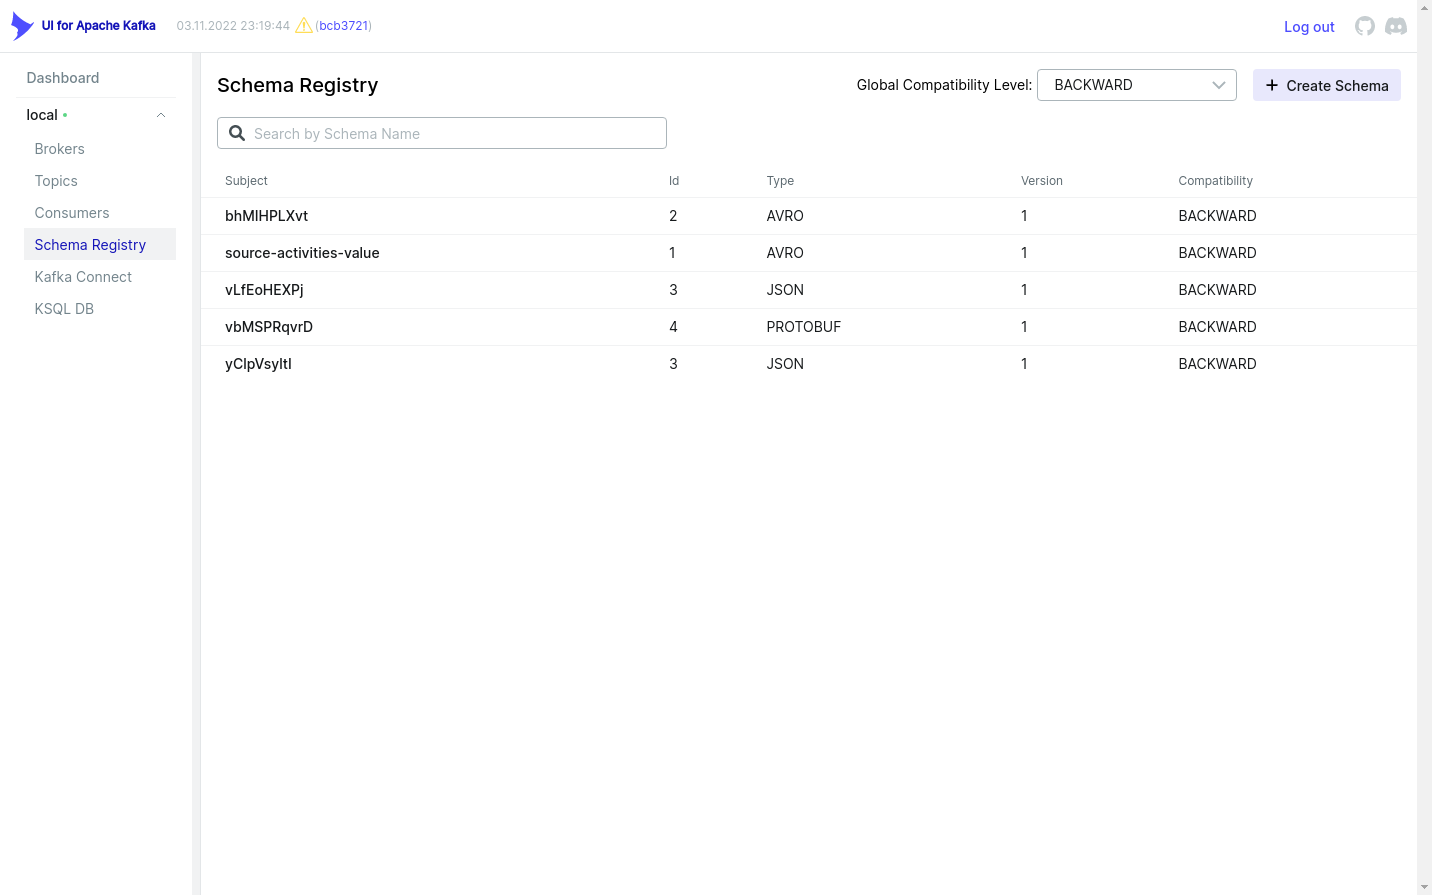 UI for Apache Kafka 03.11.2022 23:19:44 (bcb3721) Log out
Dashboard
local
Brokers
Topics
Consumers
Schema Registry
Kafka Connect
KSQL DB
Schema Registry Global Compatibility Level: BACKWARD Create Schema
Search by Schema Name
Subject Id Type Version Compatibility
bhMlHPLXvt 2 AVRO 1 BACKWARD
source-activities-value 1 AVRO 1 BACKWARD
vLfEoHEXPj 3 JSON 1 BACKWARD
vbMSPRqvrD 4 PROTOBUF 1 BACKWARD
yClpVsyltl 3 JSON 1 BACKWARD